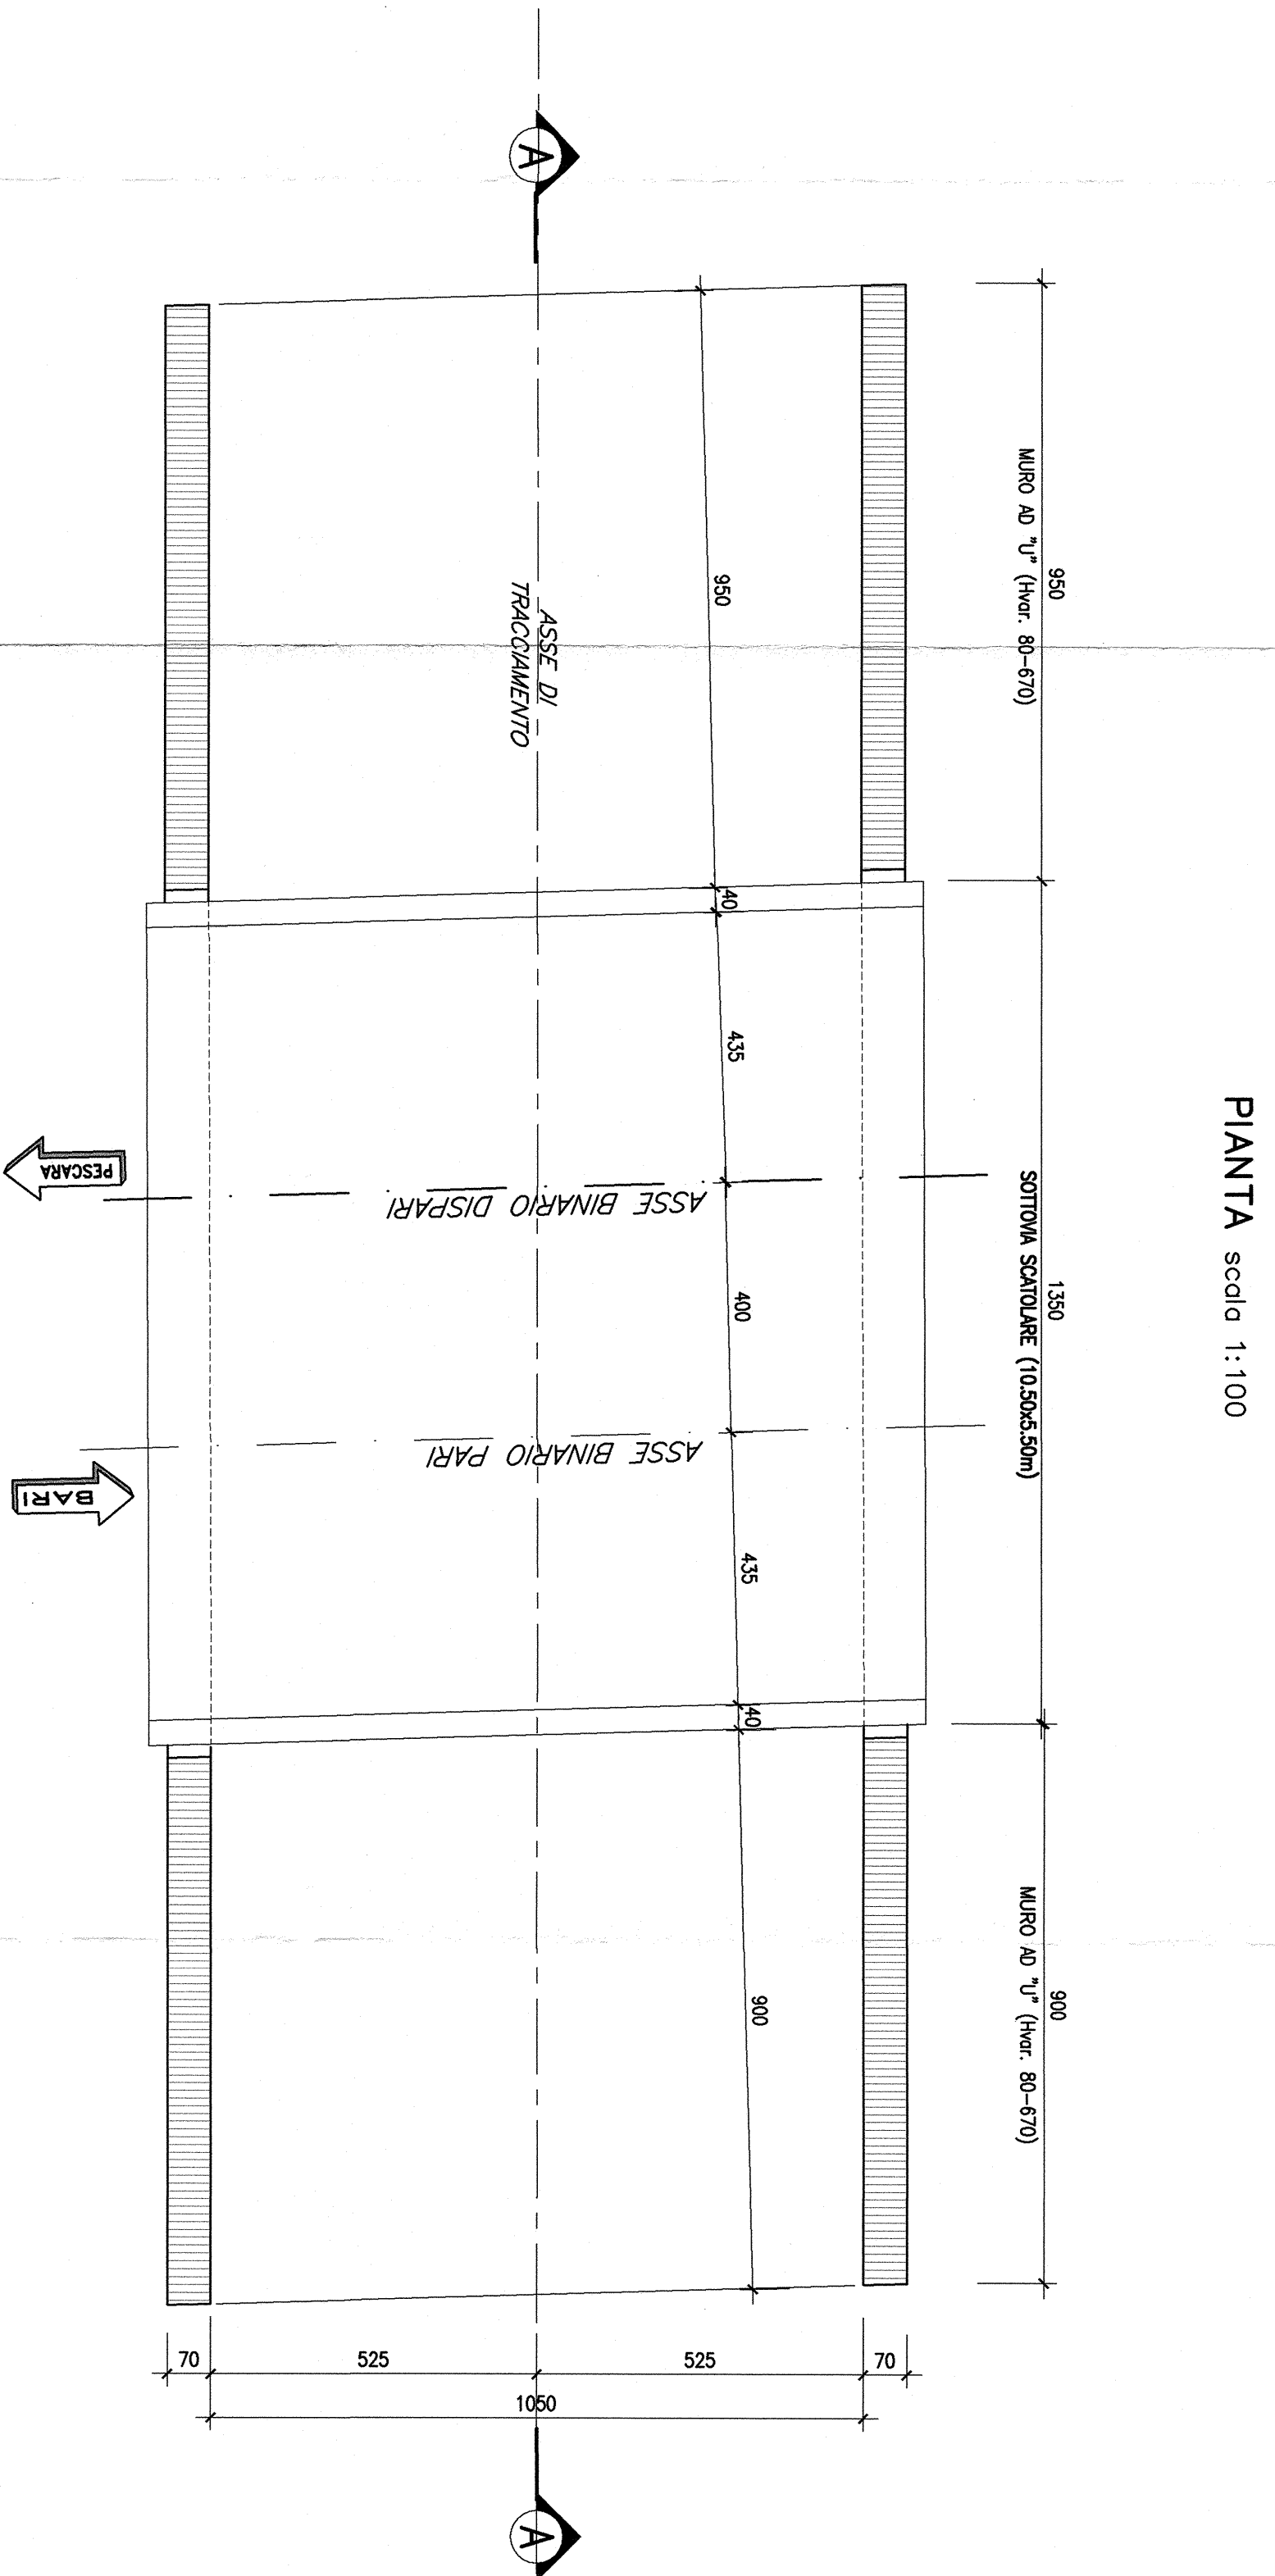 PIANTA scala 1:100
950
MURO AD "U" (Hvar. 80-670)
1350
SOTTOVIA SCATOLARE (10.50x5.50m)
900
MURO AD "U" (Hvar. 80-670)
950
40
435
400
435
40
900
A
ASSE DI
TRACCIAMENTO
ASSE BINARIO DISPARI
ASSE BINARIO PARI
A
PESCARA
BARI
70
525
525
70
1050